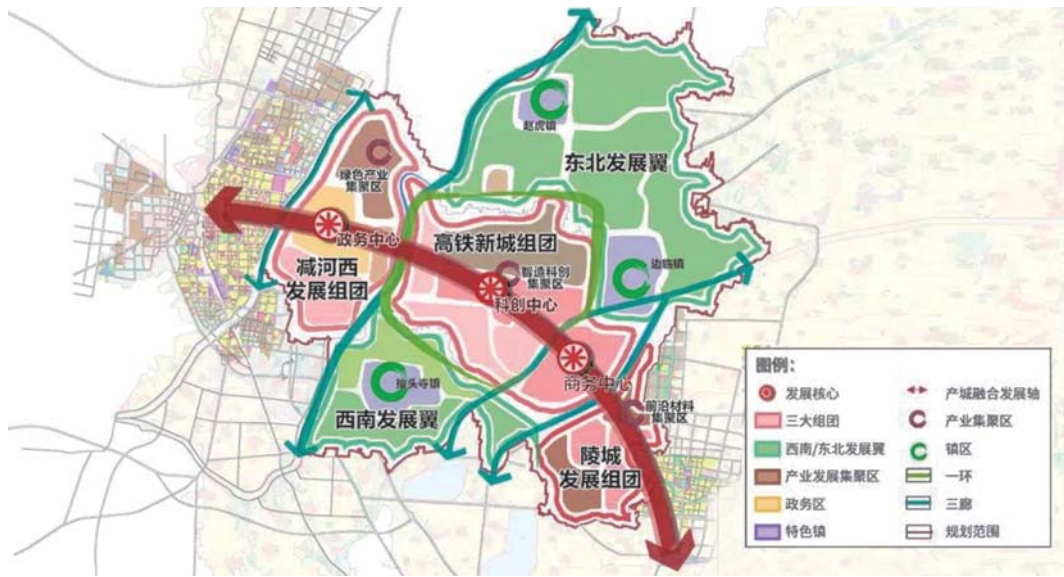 赵虎镇
东北发展翼
绿色产业
集聚区
政务中心
高铁新城组团
边临镇
减河西
发展组团
智造科创
集聚区
科创中心
商务中心
抬头寺镇
西南发展翼
前沿材料
集聚区
陵城
发展组团
图例:
发展核心
产城融合发展轴
三大组团
产业集聚区
西南/东北发展翼
镇区
产业发展集聚区
一环
政务区
三廊
特色镇
规划范围